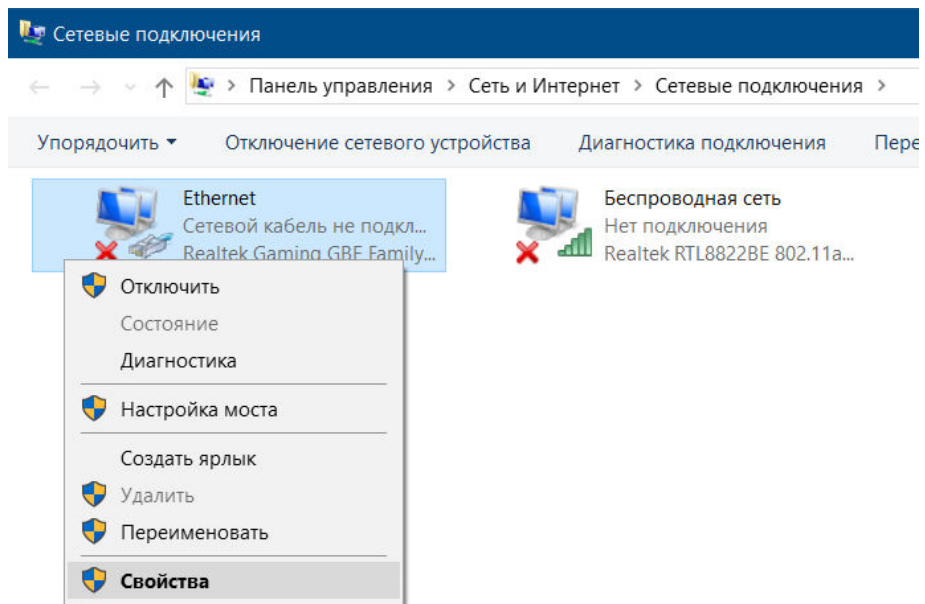 Сетевые подключения
Панель управления > Сеть и Интернет > Сетевые подключения >
Упорядочить Отключение сетевого устройства Диагностика подключения Пере
Ethernet
Сетевой кабель не подкл...
Realtek Gaming GBE Family...
Беспроводная сеть
Нет подключения
Realtek RTL8822BE 802.11a...
Отключить
Состояние
Диагностика
Настройка моста
Создать ярлык
Удалить
Переименовать
Свойства